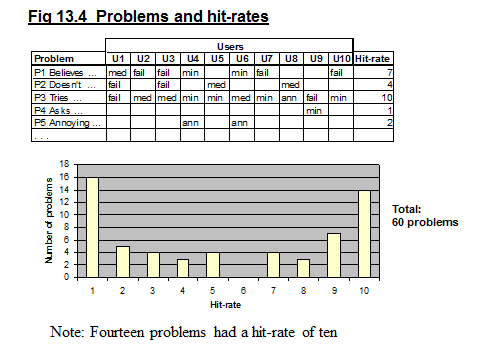 Fig 13.4 Problems and hit-rates
Users
Problem U1 U2 U3 U4 U5 U6 U7 U8 U9 U10 Hit-rate
P1 Believes ... med fail fail min min fail fail 7
P2 Doesn't ... fail fail med med 4
P3 Tries ... fail med med min min med min ann fail min 10
P4 Asks ... min 1
P5 Annoying ... ann ann 2
. . .
18
16
14
12
10
8
6
4
2
0
Number of problems
1 2 3 4 5 6 7 8 9 10
Hit-rate
Total:
60 problems
Note: Fourteen problems had a hit-rate of ten